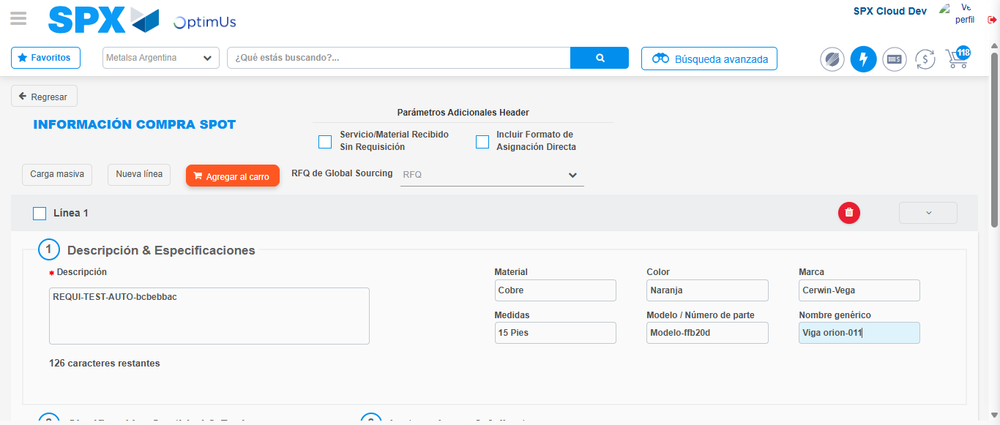 SPX
OptimUs
SPX Cloud Dev
perfil
Favoritos
Metalsa Argentina
¿Qué estás buscando?...
Búsqueda avanzada
$
$
118
Regresar
INFORMACIÓN COMPRA SPOT
Parámetros Adicionales Header
Servicio/Material Recibido
Sin Requisición
Incluir Formato de
Asignación Directa
Carga masiva
Nueva línea
Agregar al carro
RFQ de Global Sourcing
RFQ
Línea 1
1
Descripción & Especificaciones
* Descripción
REQUI-TEST-AUTO-bcbebbac
126 caracteres restantes
Material
Cobre
Color
Naranja
Marca
Cerwin-Vega
Medidas
15 Pies
Modelo / Número de parte
Modelo-ffb20d
Nombre genérico
Viga orion-011